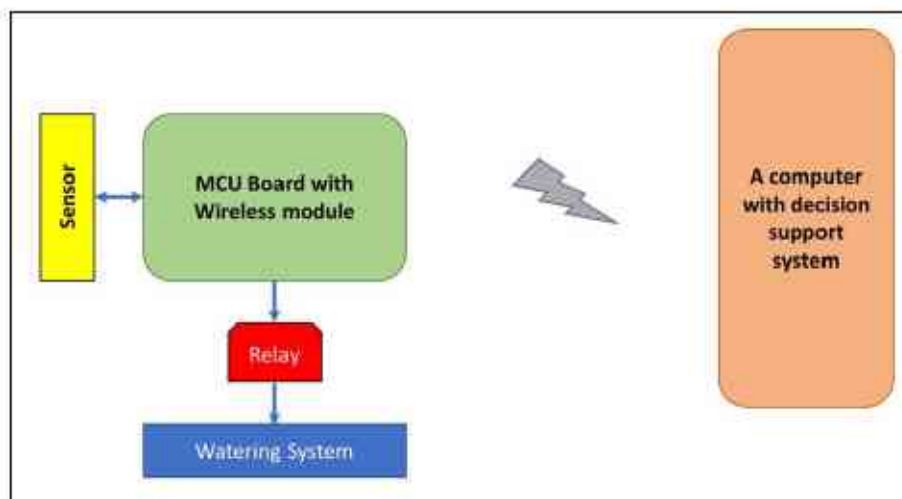 Sensor
MCU Board with
Wireless module
A computer
with decision
support
system
Relay
Watering System